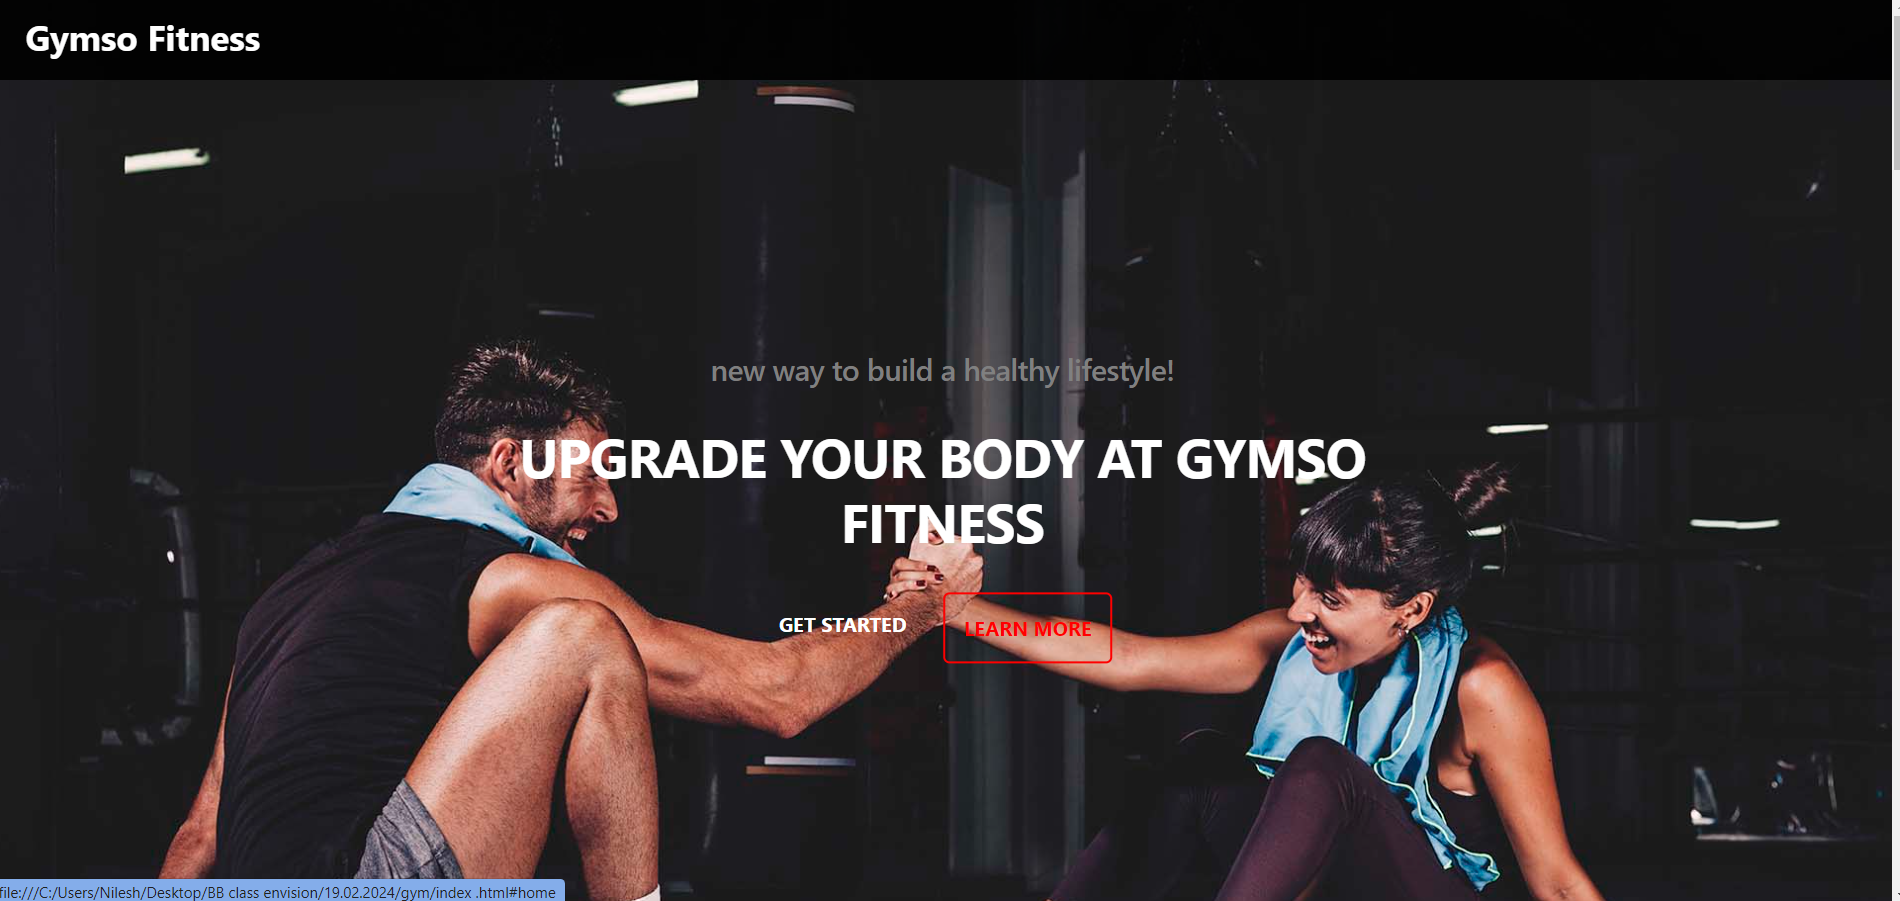 Gymso Fitness
new way to build a healthy lifestyle!
UPGRADE YOUR BODY AT GYMSO
FITNESS
GET STARTED
LEARN MORE
file:///C:/Users/Nilesh/Desktop/BB class envision/19.02.2024/gym/index .html#home